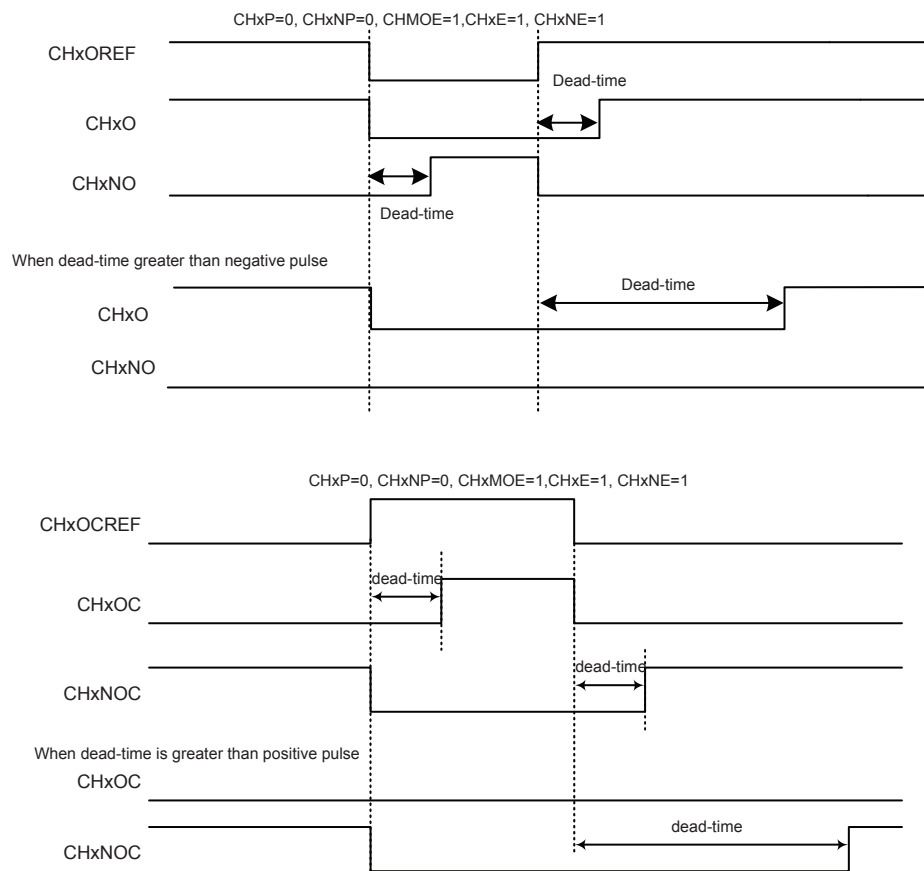 CHxP=0, CHxNP=0, CHMOE=1,CHxE=1, CHxNE=1
CHxOREF
Dead-time
CHxO
CHxNO
Dead-time
When dead-time greater than negative pulse
Dead-time
CHxO
CHxNO
CHxP=0, CHxNP=0, CHxMOE=1,CHxE=1, CHxNE=1
CHxOCREF
dead-time
CHxOC
dead-time
CHxNOC
When dead-time is greater than positive pulse
CHxOC
dead-time
CHxNOC